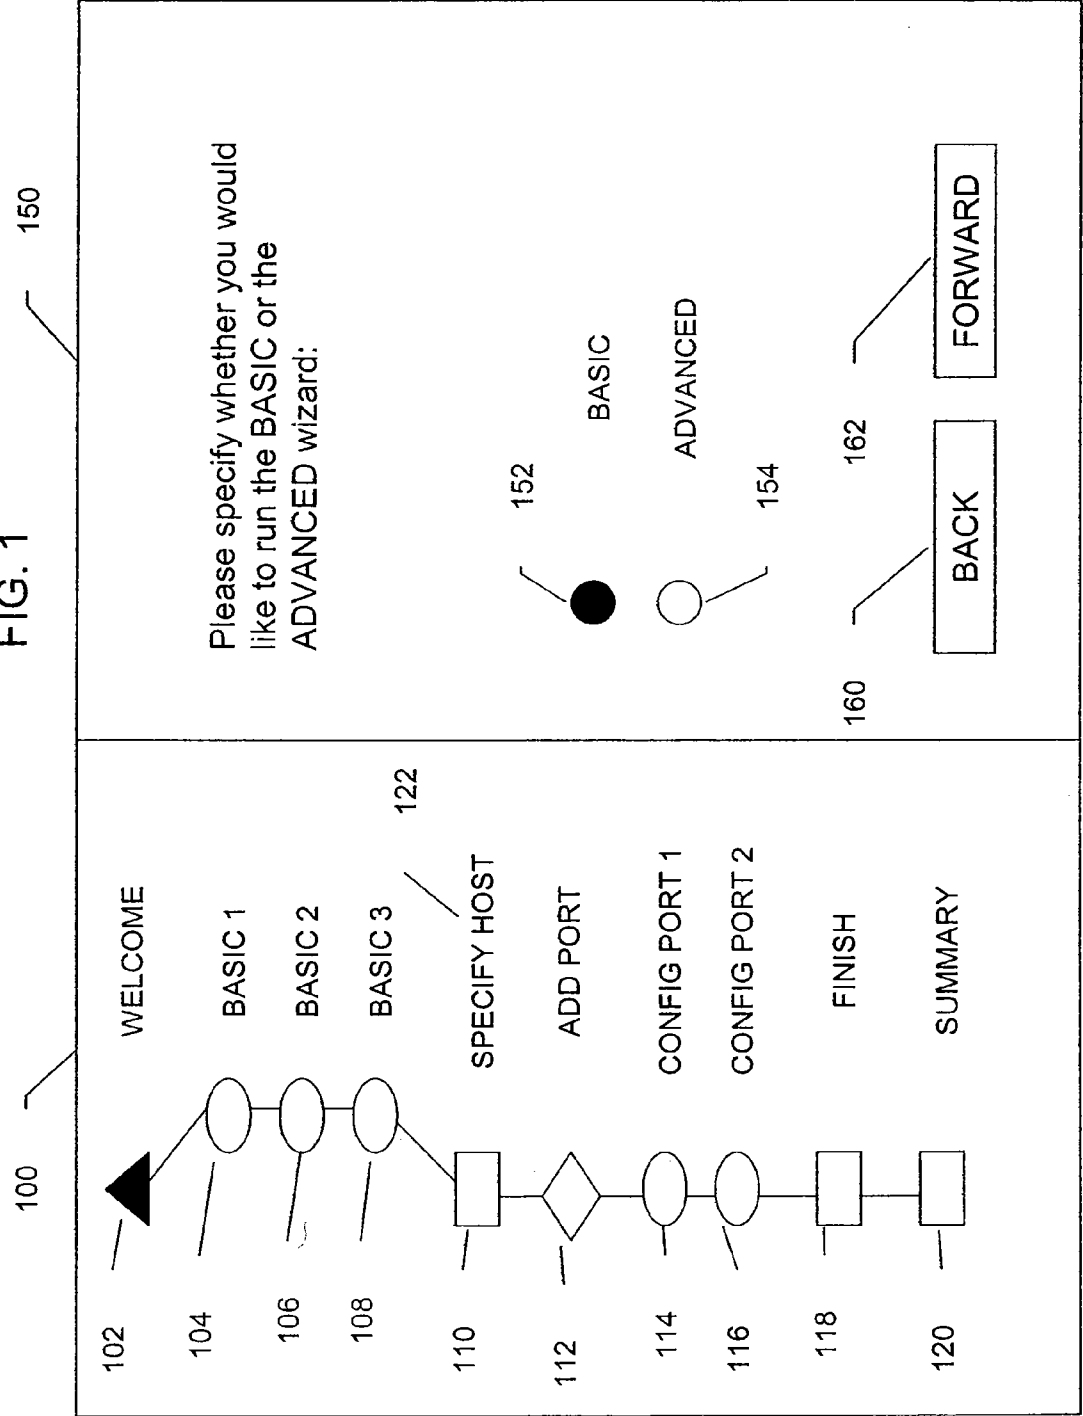 FIG. 1
100
150
102
WELCOME
104
BASIC 1
106
BASIC 2
108
BASIC 3
122
110
SPECIFY HOST
112
ADD PORT
114
CONFIG PORT 1
116
CONFIG PORT 2
118
FINISH
120
SUMMARY
Please specify whether you would
like to run the BASIC or the
ADVANCED wizard:
152
BASIC
ADVANCED
154
160
162
BACK
FORWARD